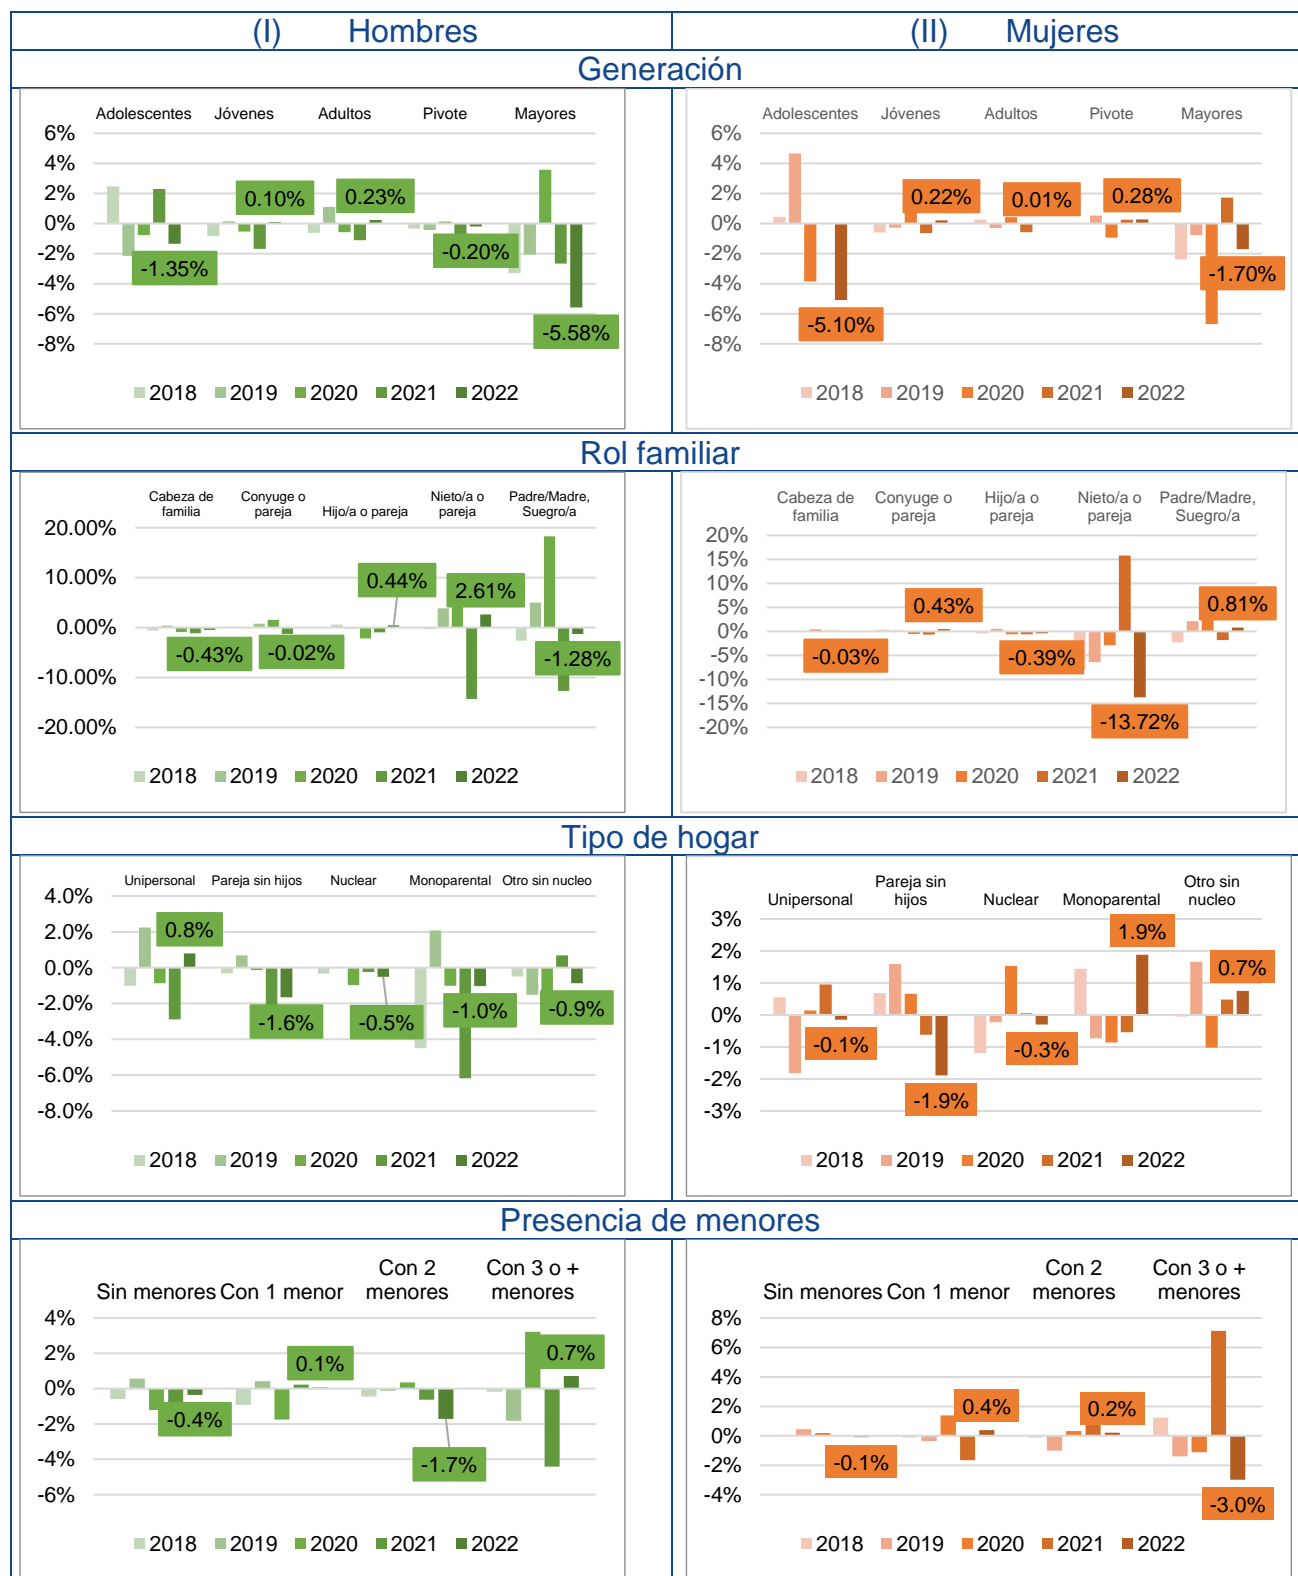 (I) Hombres
(II) Mujeres
Generación
Adolescentes Jóvenes Adultos Pivote Mayores
6%
4%
2%
0%
-2%
-4%
-6%
-8%
0.10%
0.23%
-1.35%
-0.20%
-5.58%
2018 2019 2020 2021 2022
Adolescentes Jóvenes Adultos Pivote Mayores
6%
4%
2%
0%
-2%
-4%
-6%
-8%
0.22%
0.01%
0.28%
-1.70%
-5.10%
2018 2019 2020 2021 2022
Rol familiar
Cabeza de familia
Conyuge o pareja
Hijo/a o pareja
Nieto/a o pareja
Padre/Madre, Suegro/a
20.00%
10.00%
0.00%
-10.00%
-20.00%
0.44%
2.61%
-0.43%
-0.02%
-1.28%
2018 2019 2020 2021 2022
Cabeza de familia
Conyuge o pareja
Hijo/a o pareja
Nieto/a o pareja
Padre/Madre, Suegro/a
20%
15%
10%
5%
0%
-5%
-10%
-15%
-20%
0.43%
0.81%
-0.03%
-0.39%
-13.72%
2018 2019 2020 2021 2022
Tipo de hogar
Unipersonal Pareja sin hijos Nuclear Monoparental Otro sin nucleo
4.0%
2.0%
0.0%
-2.0%
-4.0%
-6.0%
-8.0%
0.8%
-1.6%
-0.5%
-1.0%
-0.9%
2018 2019 2020 2021 2022
Unipersonal
Pareja sin hijos
Nuclear
Monoparental
Otro sin nucleo
3%
2%
1%
0%
-1%
-2%
-3%
1.9%
0.7%
-0.1%
-0.3%
-1.9%
2018 2019 2020 2021 2022
Presencia de menores
Sin menores
Con 1 menor
Con 2 menores
Con 3 o + menores
4%
2%
0%
-2%
-4%
-6%
0.7%
0.1%
-0.4%
-1.7%
2018 2019 2020 2021 2022
Sin menores
Con 1 menor
Con 2 menores
Con 3 o + menores
8%
6%
4%
2%
0%
-2%
-4%
0.4%
0.2%
-0.1%
-3.0%
2018 2019 2020 2021 2022